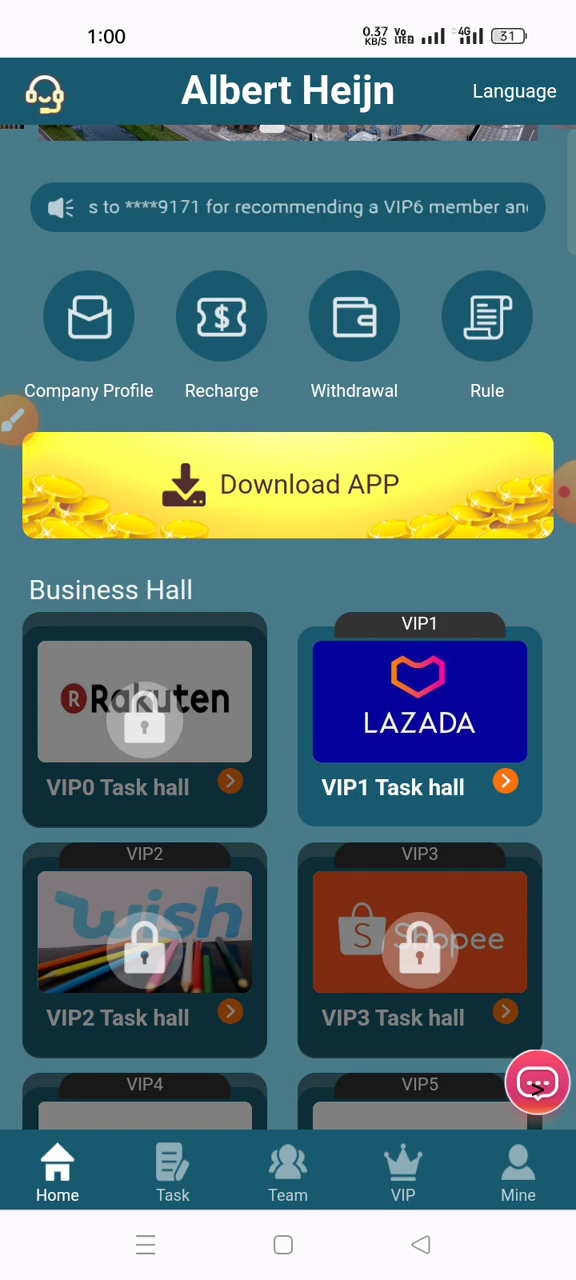 1:00
0.37 KB/S Vo LTE2 4G 31
Albert Heijn
Language
s to ****9171 for recommending a VIP6 member and
Company Profile Recharge Withdrawal Rule
Download APP
Business Hall
VIP1
R Rakuten
LAZADA
VIP0 Task hall
VIP1 Task hall
VIP2 VIP3
wish
S Shopee
VIP2 Task hall
VIP3 Task hall
VIP4 VIP5
Home Task Team VIP Mine